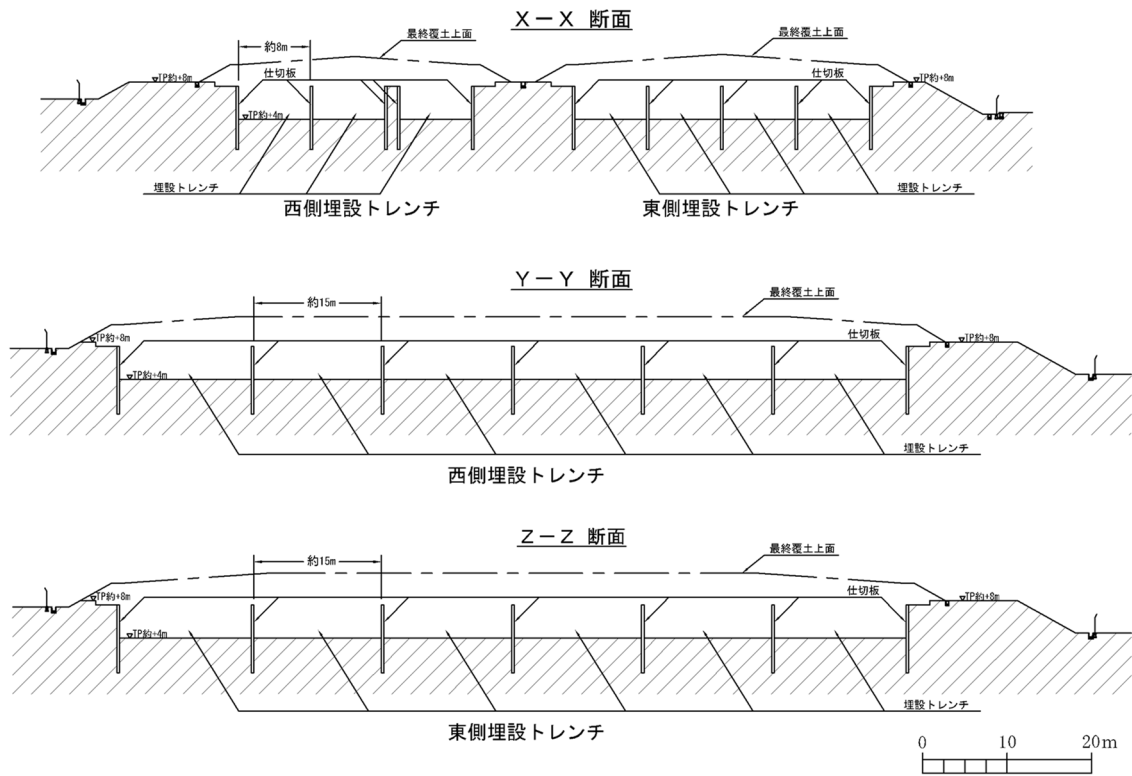 X－X 断面
最終覆土上面
最終覆土上面
約8m
TP約+8m
仕切板
仕切板
TP約+8m
TP約+4m
埋設トレンチ
埋設トレンチ
西側埋設トレンチ
東側埋設トレンチ
Y－Y 断面
最終覆土上面
約15m
TP約+8m
仕切板
TP約+8m
TP約+4m
埋設トレンチ
西側埋設トレンチ
Z－Z 断面
最終覆土上面
約15m
TP約+8m
仕切板
TP約+8m
TP約+4m
埋設トレンチ
東側埋設トレンチ
0 10 20m